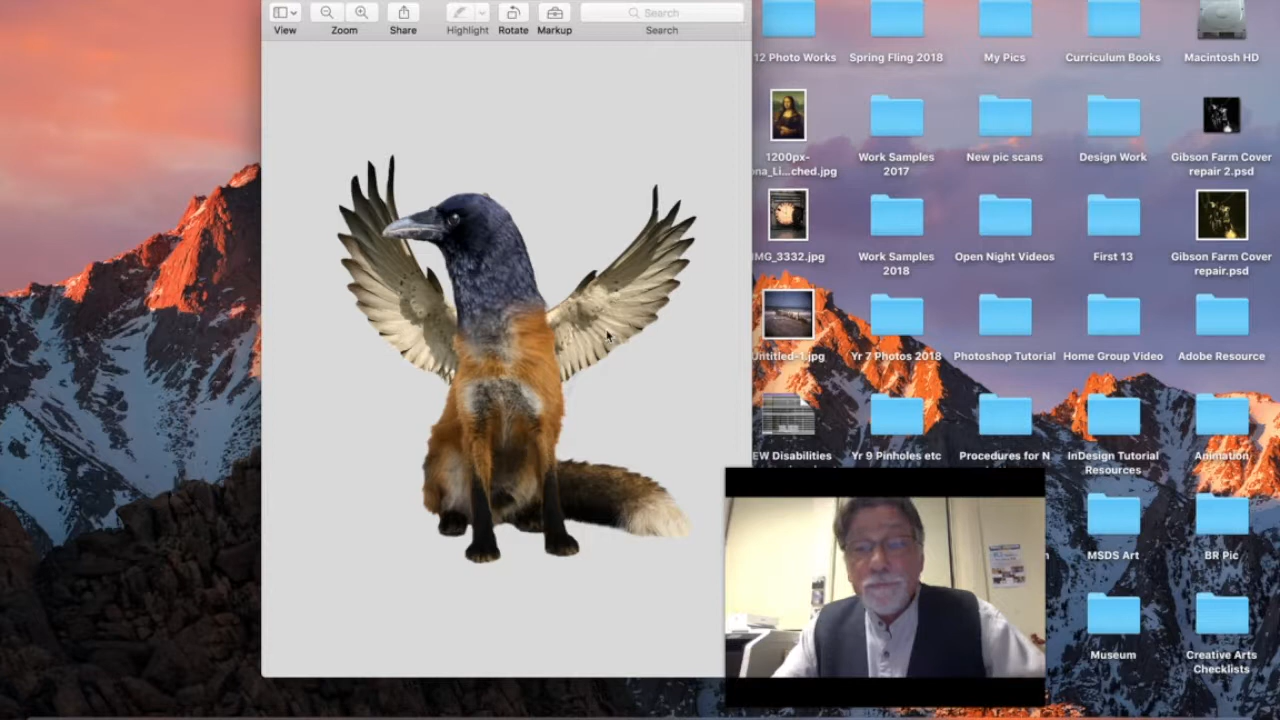 View
Zoom
Share
Highlight
Rotate
Markup
Search
Search
12 Photo Works
Spring Fling 2018
My Pics
Curriculum Books
Macintosh HD
1200px-
na_Li...ched.jpg
Work Samples
2017
New pic scans
Design Work
Gibson Farm Cover
repair 2.psd
IMG_3332.jpg
Work Samples
2018
Open Night Videos
First 13
Gibson Farm Cover
repair.psd
Untitled-1.jpg
Yr 7 Photos 2018
Photoshop Tutorial
Home Group Video
Adobe Resource
EW Disabilities
Yr 9 Pinholes etc
Procedures for N
InDesign Tutorial
Resources
Animation
MSDS Art
BR Pic
Museum
Creative Arts
Checklists